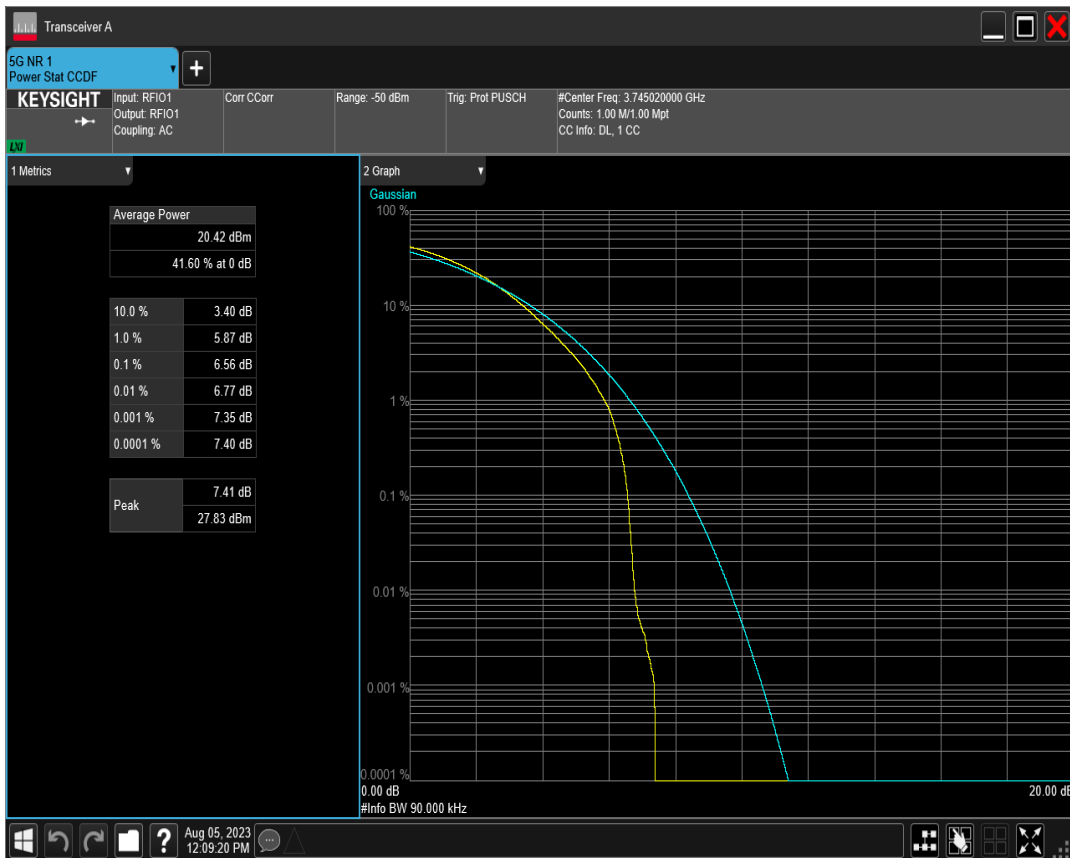 Transceiver A
5G NR 1
Power Stat CCDF
+
KEYSIGHT
LXI
Input: RFIO1
Output: RFIO1
Coupling: AC
Corr CCorr
Range: -50 dBm
Trig: Prot PUSCH
#Center Freq: 3.745020000 GHz
Counts: 1.00 M/1.00 Mpt
CC Info: DL, 1 CC
1 Metrics
Average Power
20.42 dBm
41.60 % at 0 dB
10.0 % 3.40 dB
1.0 % 5.87 dB
0.1 % 6.56 dB
0.01 % 6.77 dB
0.001 % 7.35 dB
0.0001 % 7.40 dB
Peak
7.41 dB
27.83 dBm
2 Graph
Gaussian
100 %
10 %
1 %
0.1 %
0.01 %
0.001 %
0.0001 %
0.00 dB
20.00 dB
#Info BW 90.000 kHz
?
Aug 05, 2023
12:09:20 PM